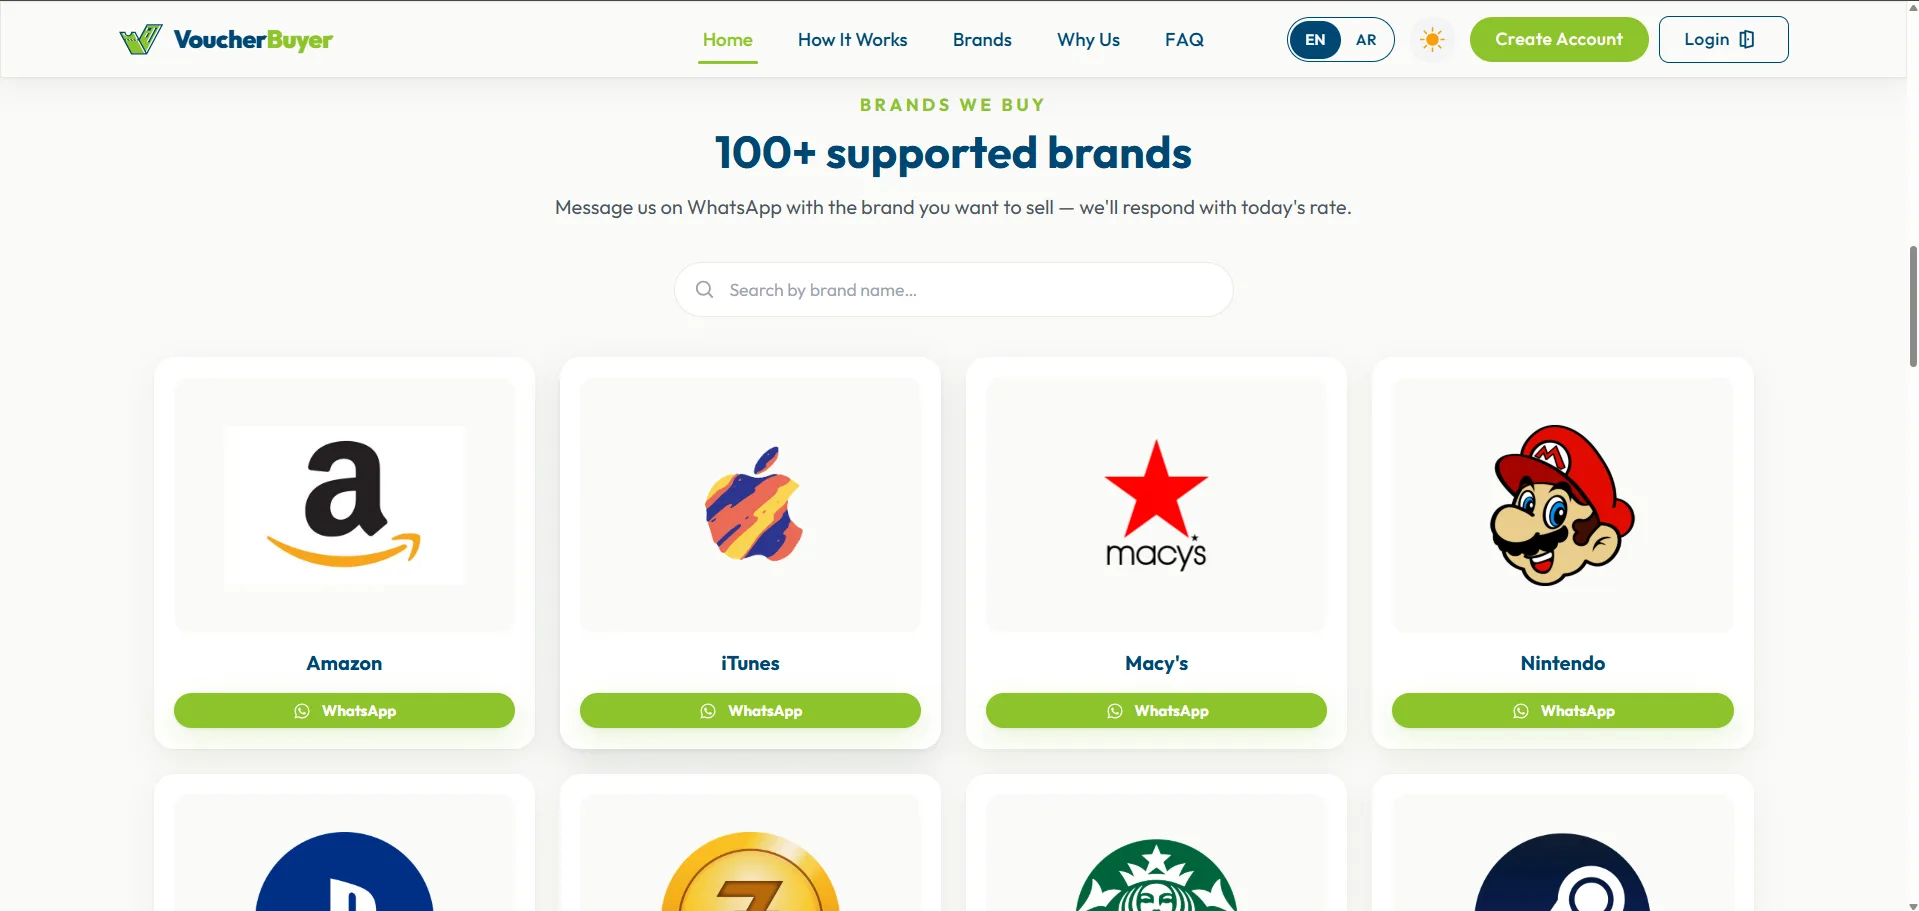 VoucherBuyer
Home
How It Works
Brands
Why Us
FAQ
EN
AR
Create Account
Login
BRANDS WE BUY
100+ supported brands
Message us on WhatsApp with the brand you want to sell — we'll respond with today's rate.
Search by brand name...
a
macy's
M
Amazon
iTunes
Macy's
Nintendo
WhatsApp
WhatsApp
WhatsApp
WhatsApp